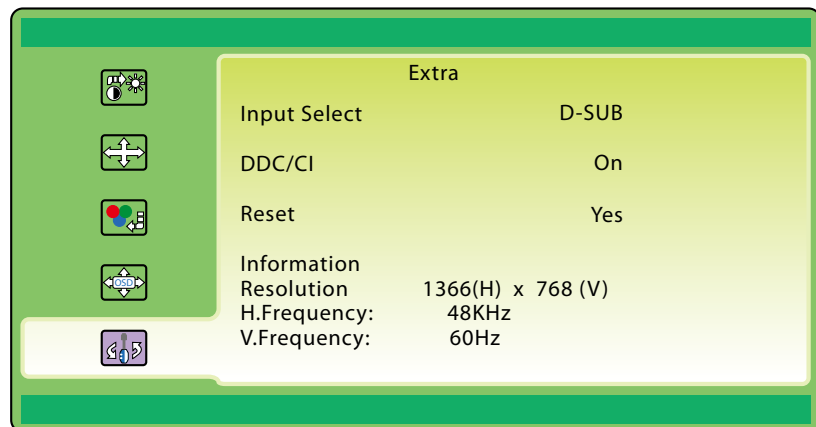 Extra
Input Select D-SUB
DDC/CI On
Reset Yes
Information
Resolution 1366(H) x 768 (V)
H.Frequency: 48KHz
V.Frequency: 60Hz
OSD